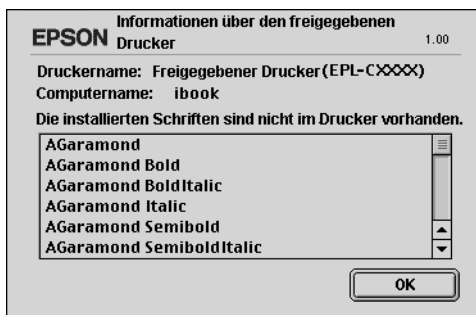 EPSON Informationen über den freigegebenen
Drucker 1.00
Druckername: Freigegebener Drucker(EPL-CXXXX)
Computername: ibook
Die installierten Schriften sind nicht im Drucker vorhanden.
AGaramond
AGaramond Bold
AGaramond BoldItalic
AGaramond Italic
AGaramond Semibold
AGaramond SemiboldItalic
OK